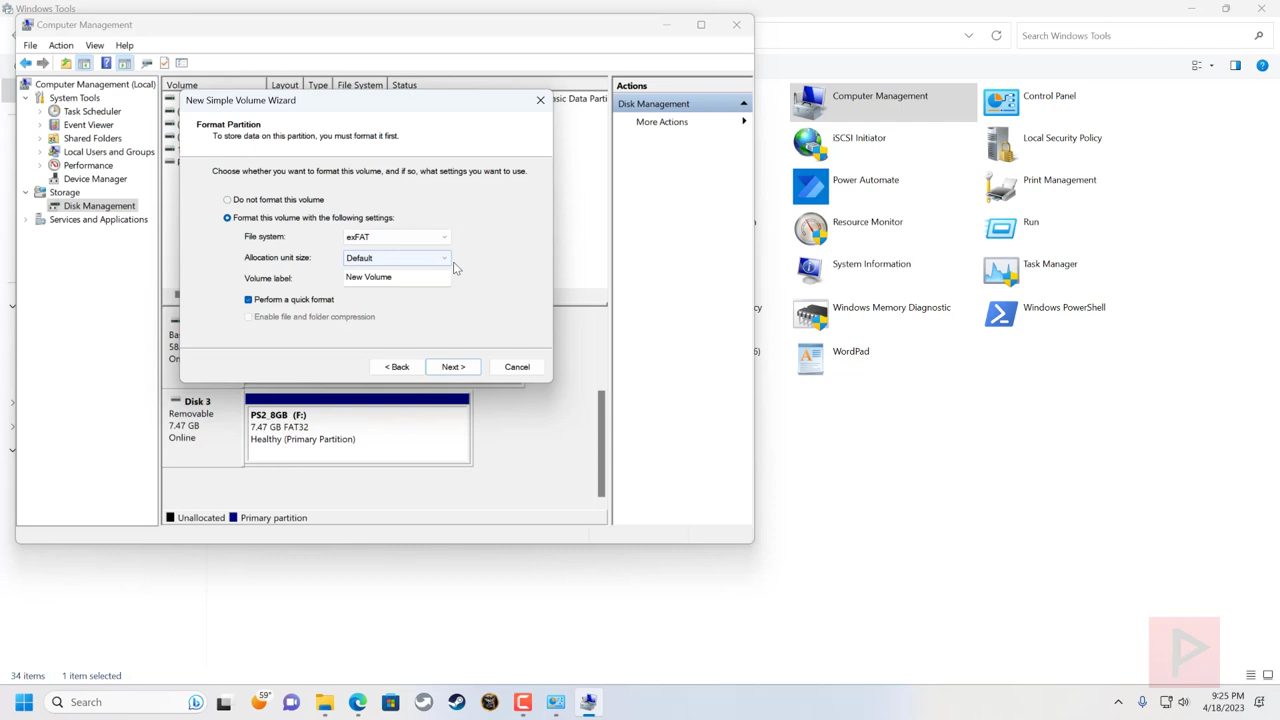 Windows Tools
Computer Management
File Action View Help
Search Windows Tools
Computer Management (Local)
System Tools
Task Scheduler
Event Viewer
Shared Folders
Local Users and Groups
Performance
Device Manager
Storage
Disk Management
Services and Applications
Volume Layout Type File System Status
asic Data Parti
New Simple Volume Wizard
Format Partition
To store data on this partition, you must format it first.
Choose whether you want to format this volume, and if so, what settings you want to use.
Do not format this volume
Format this volume with the following settings:
File system: exFAT
Allocation unit size: Default
Volume label: New Volume
Perform a quick format
Enable file and folder compression
< Back Next > Cancel
Ba
58
On
Disk 3
Removable
7.47 GB
Online
PS2_8GB (F:)
7.47 GB FAT32
Healthy (Primary Partition)
Unallocated Primary partition
Actions
Disk Management
More Actions
Computer Management
Control Panel
iSCSI Initiator
Local Security Policy
Power Automate
Print Management
Resource Monitor
Run
System Information
Task Manager
Windows Memory Diagnostic
Windows PowerShell
WordPad
34 items 1 item selected
Search
59°
9:25 PM
4/18/2023